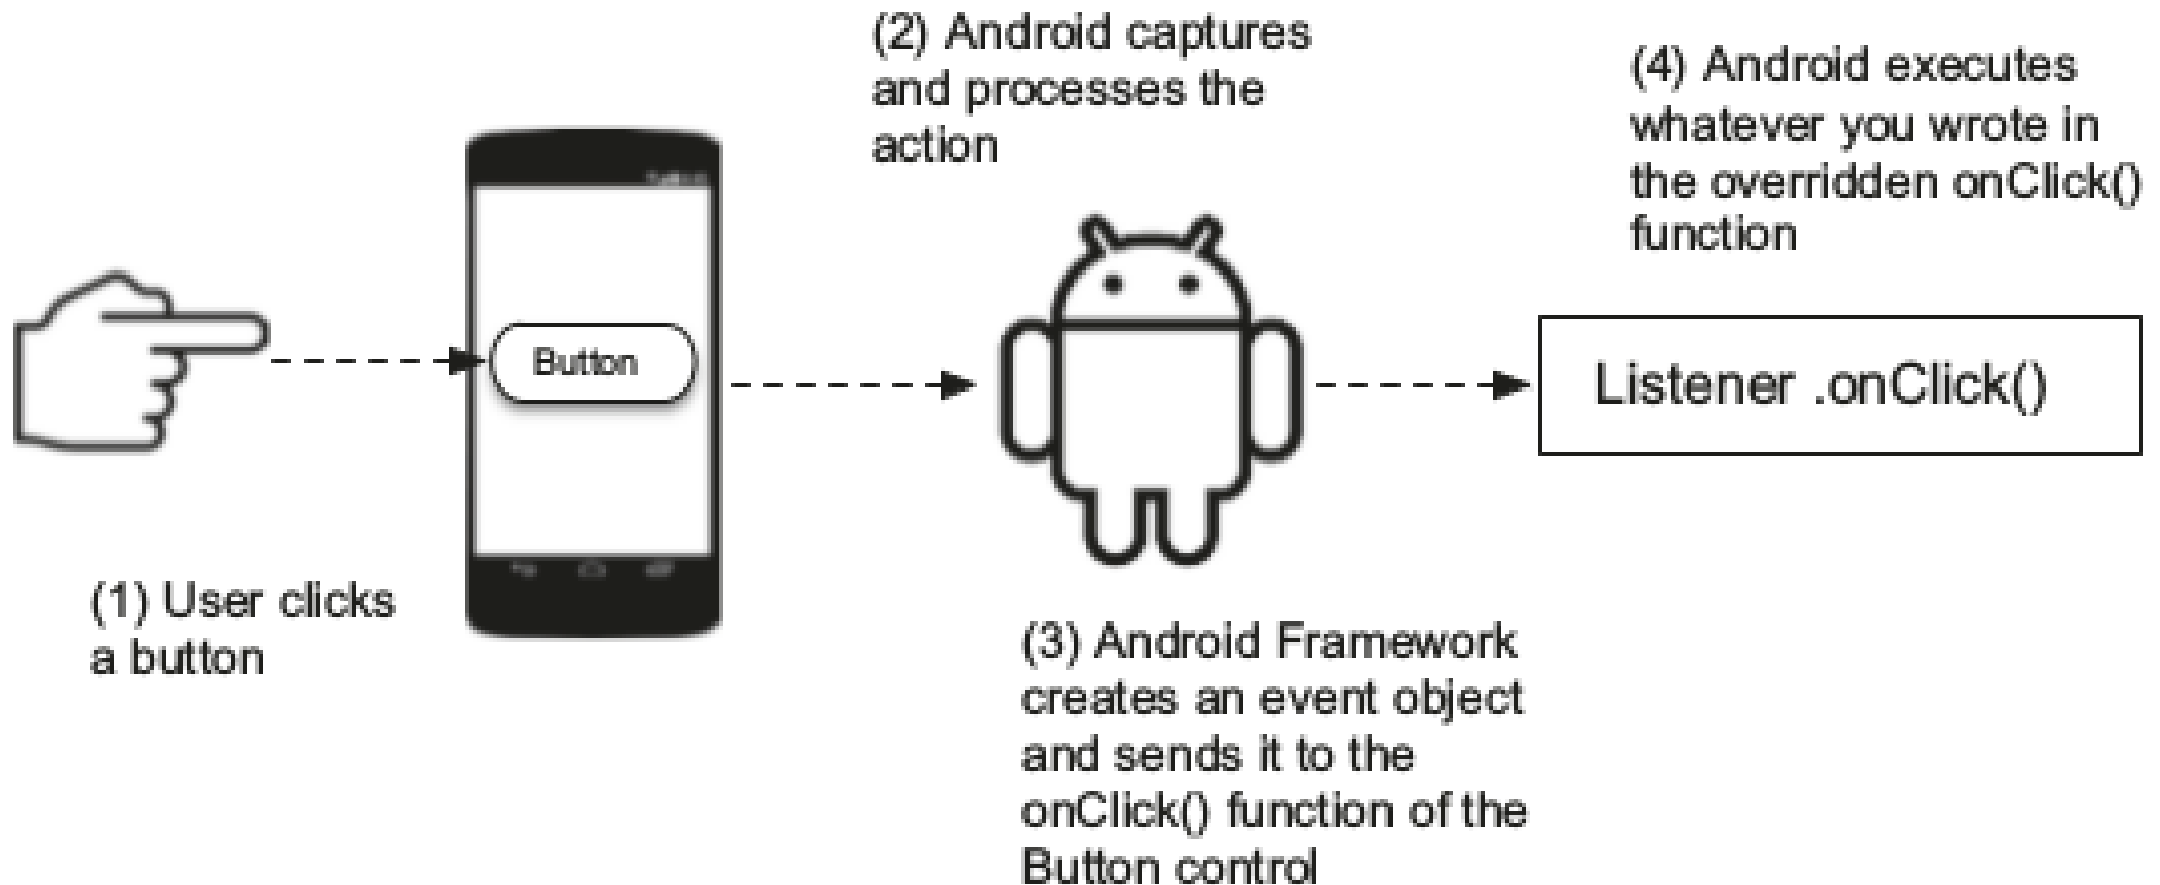 (1) User clicks
a button
Button
(2) Android captures
and processes the
action
(3) Android Framework
creates an event object
and sends it to the
onClick() function of the
Button control
(4) Android executes
whatever you wrote in
the overridden onClick()
function
Listener .onClick()